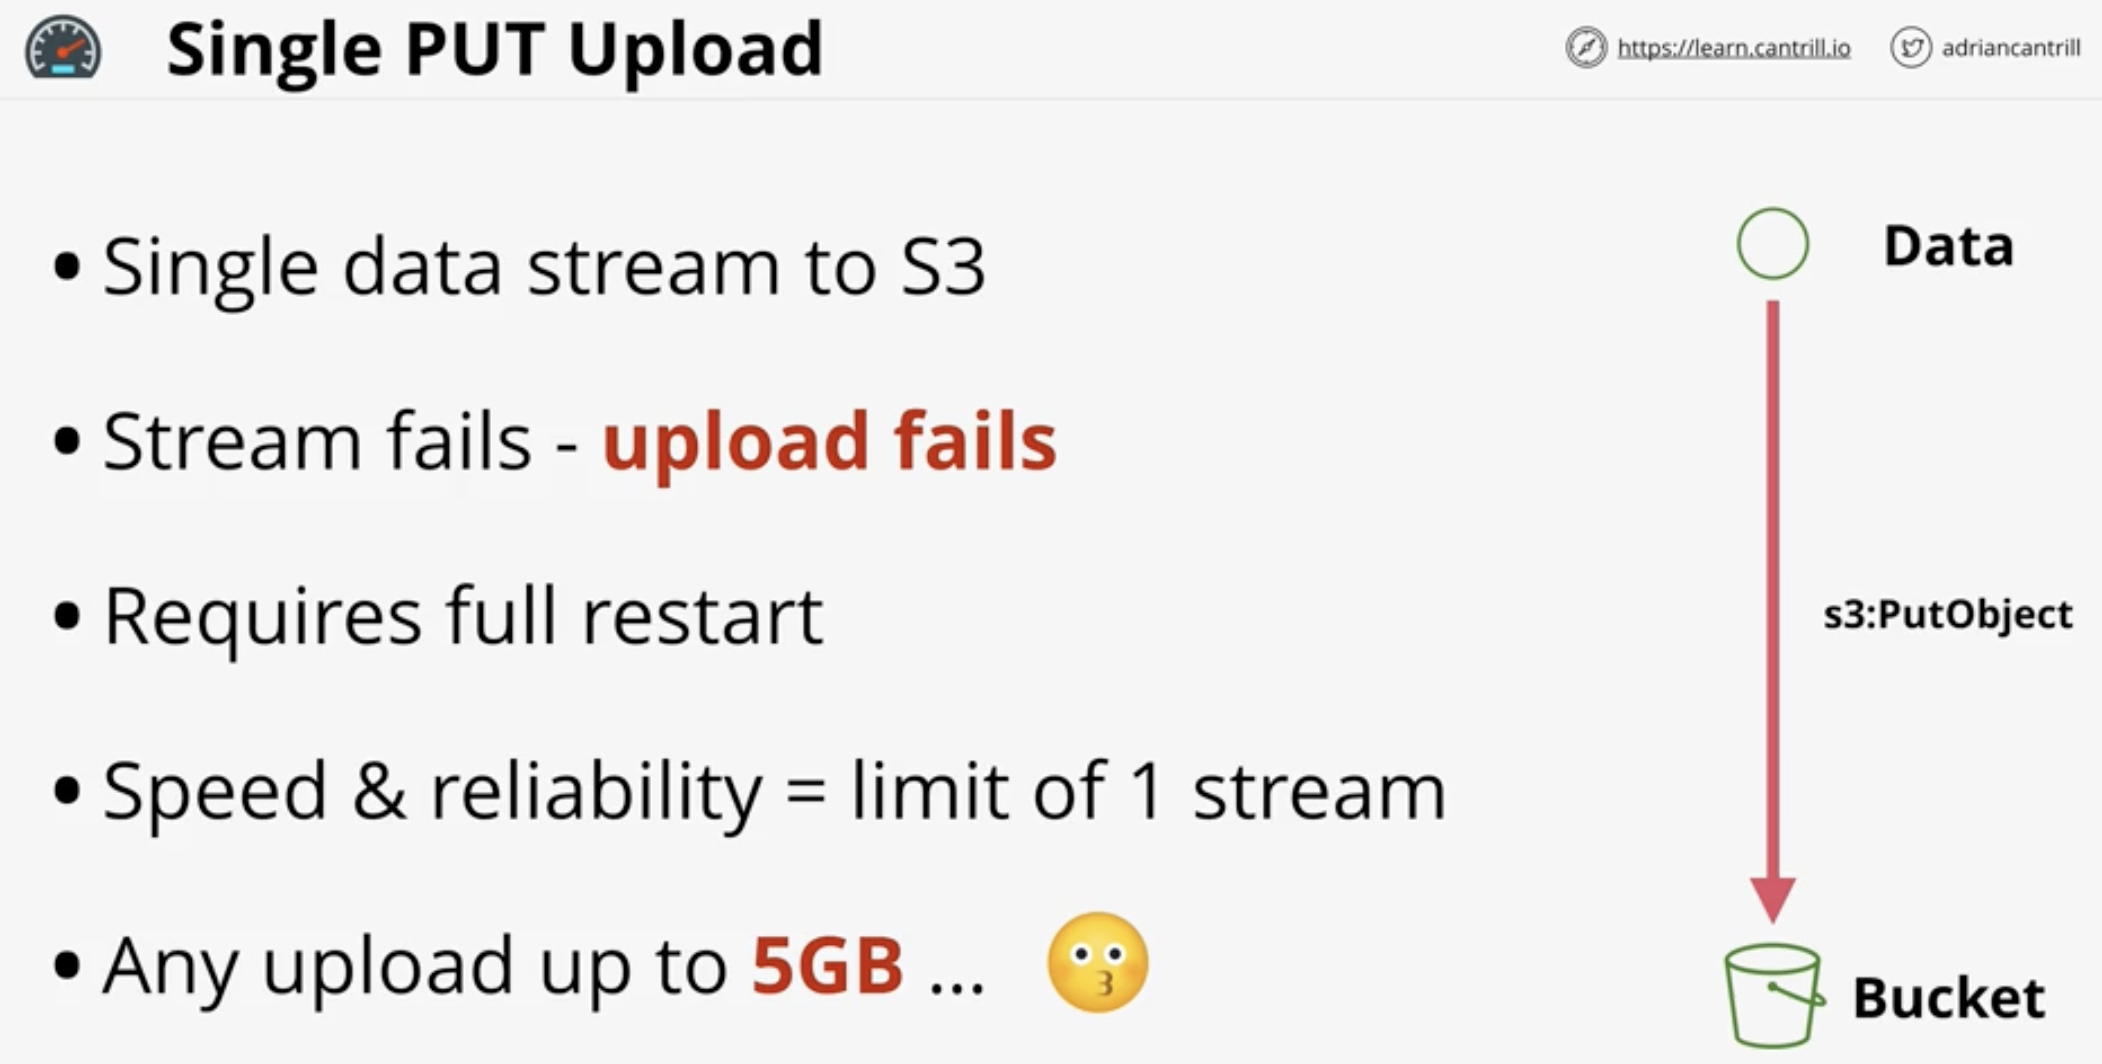 Single PUT Upload
https://learn.cantrill.io
adriancantrill
• Single data stream to S3
• Stream fails - upload fails
• Requires full restart
• Speed & reliability = limit of 1 stream
• Any upload up to 5GB ...
Data
s3:PutObject
Bucket